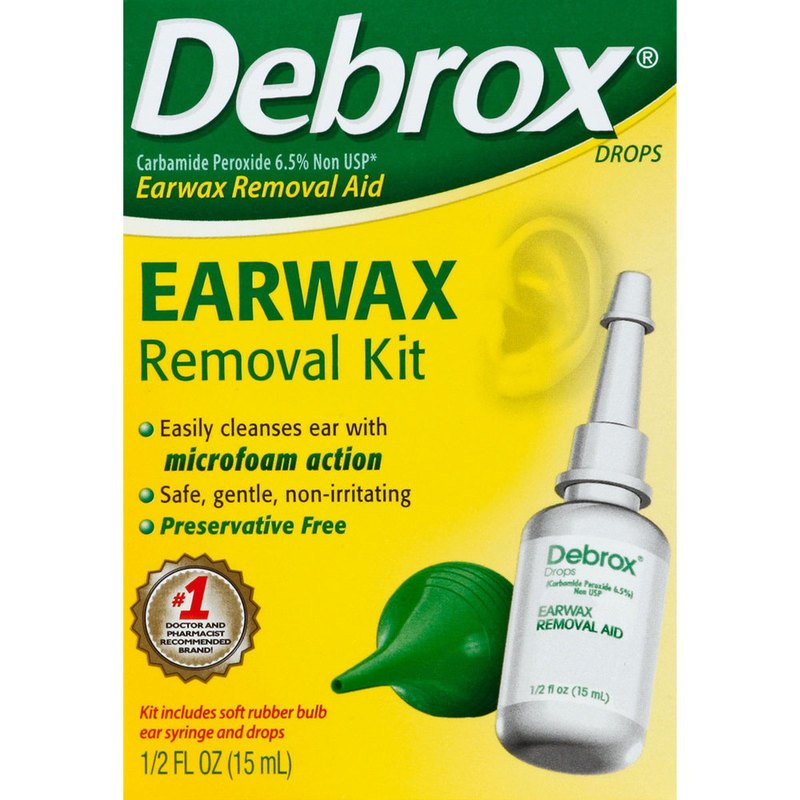 Debrox®
DROPS
Carbamide Peroxide 6.5% Non USP*
Earwax Removal Aid
EARWAX
Removal Kit
Easily cleanses ear with
microfoam action
Safe, gentle, non-irritating
Preservative Free
#1
DOCTOR AND
PHARMACIST
RECOMMENDED
BRAND!
Kit includes soft rubber bulb
ear syringe and drops
1/2 FL OZ (15 mL)
Debrox®
Drops
(Carbamide Peroxide 6.5%)
Non USP
EARWAX
REMOVAL AID
1/2 fl oz (15 mL)